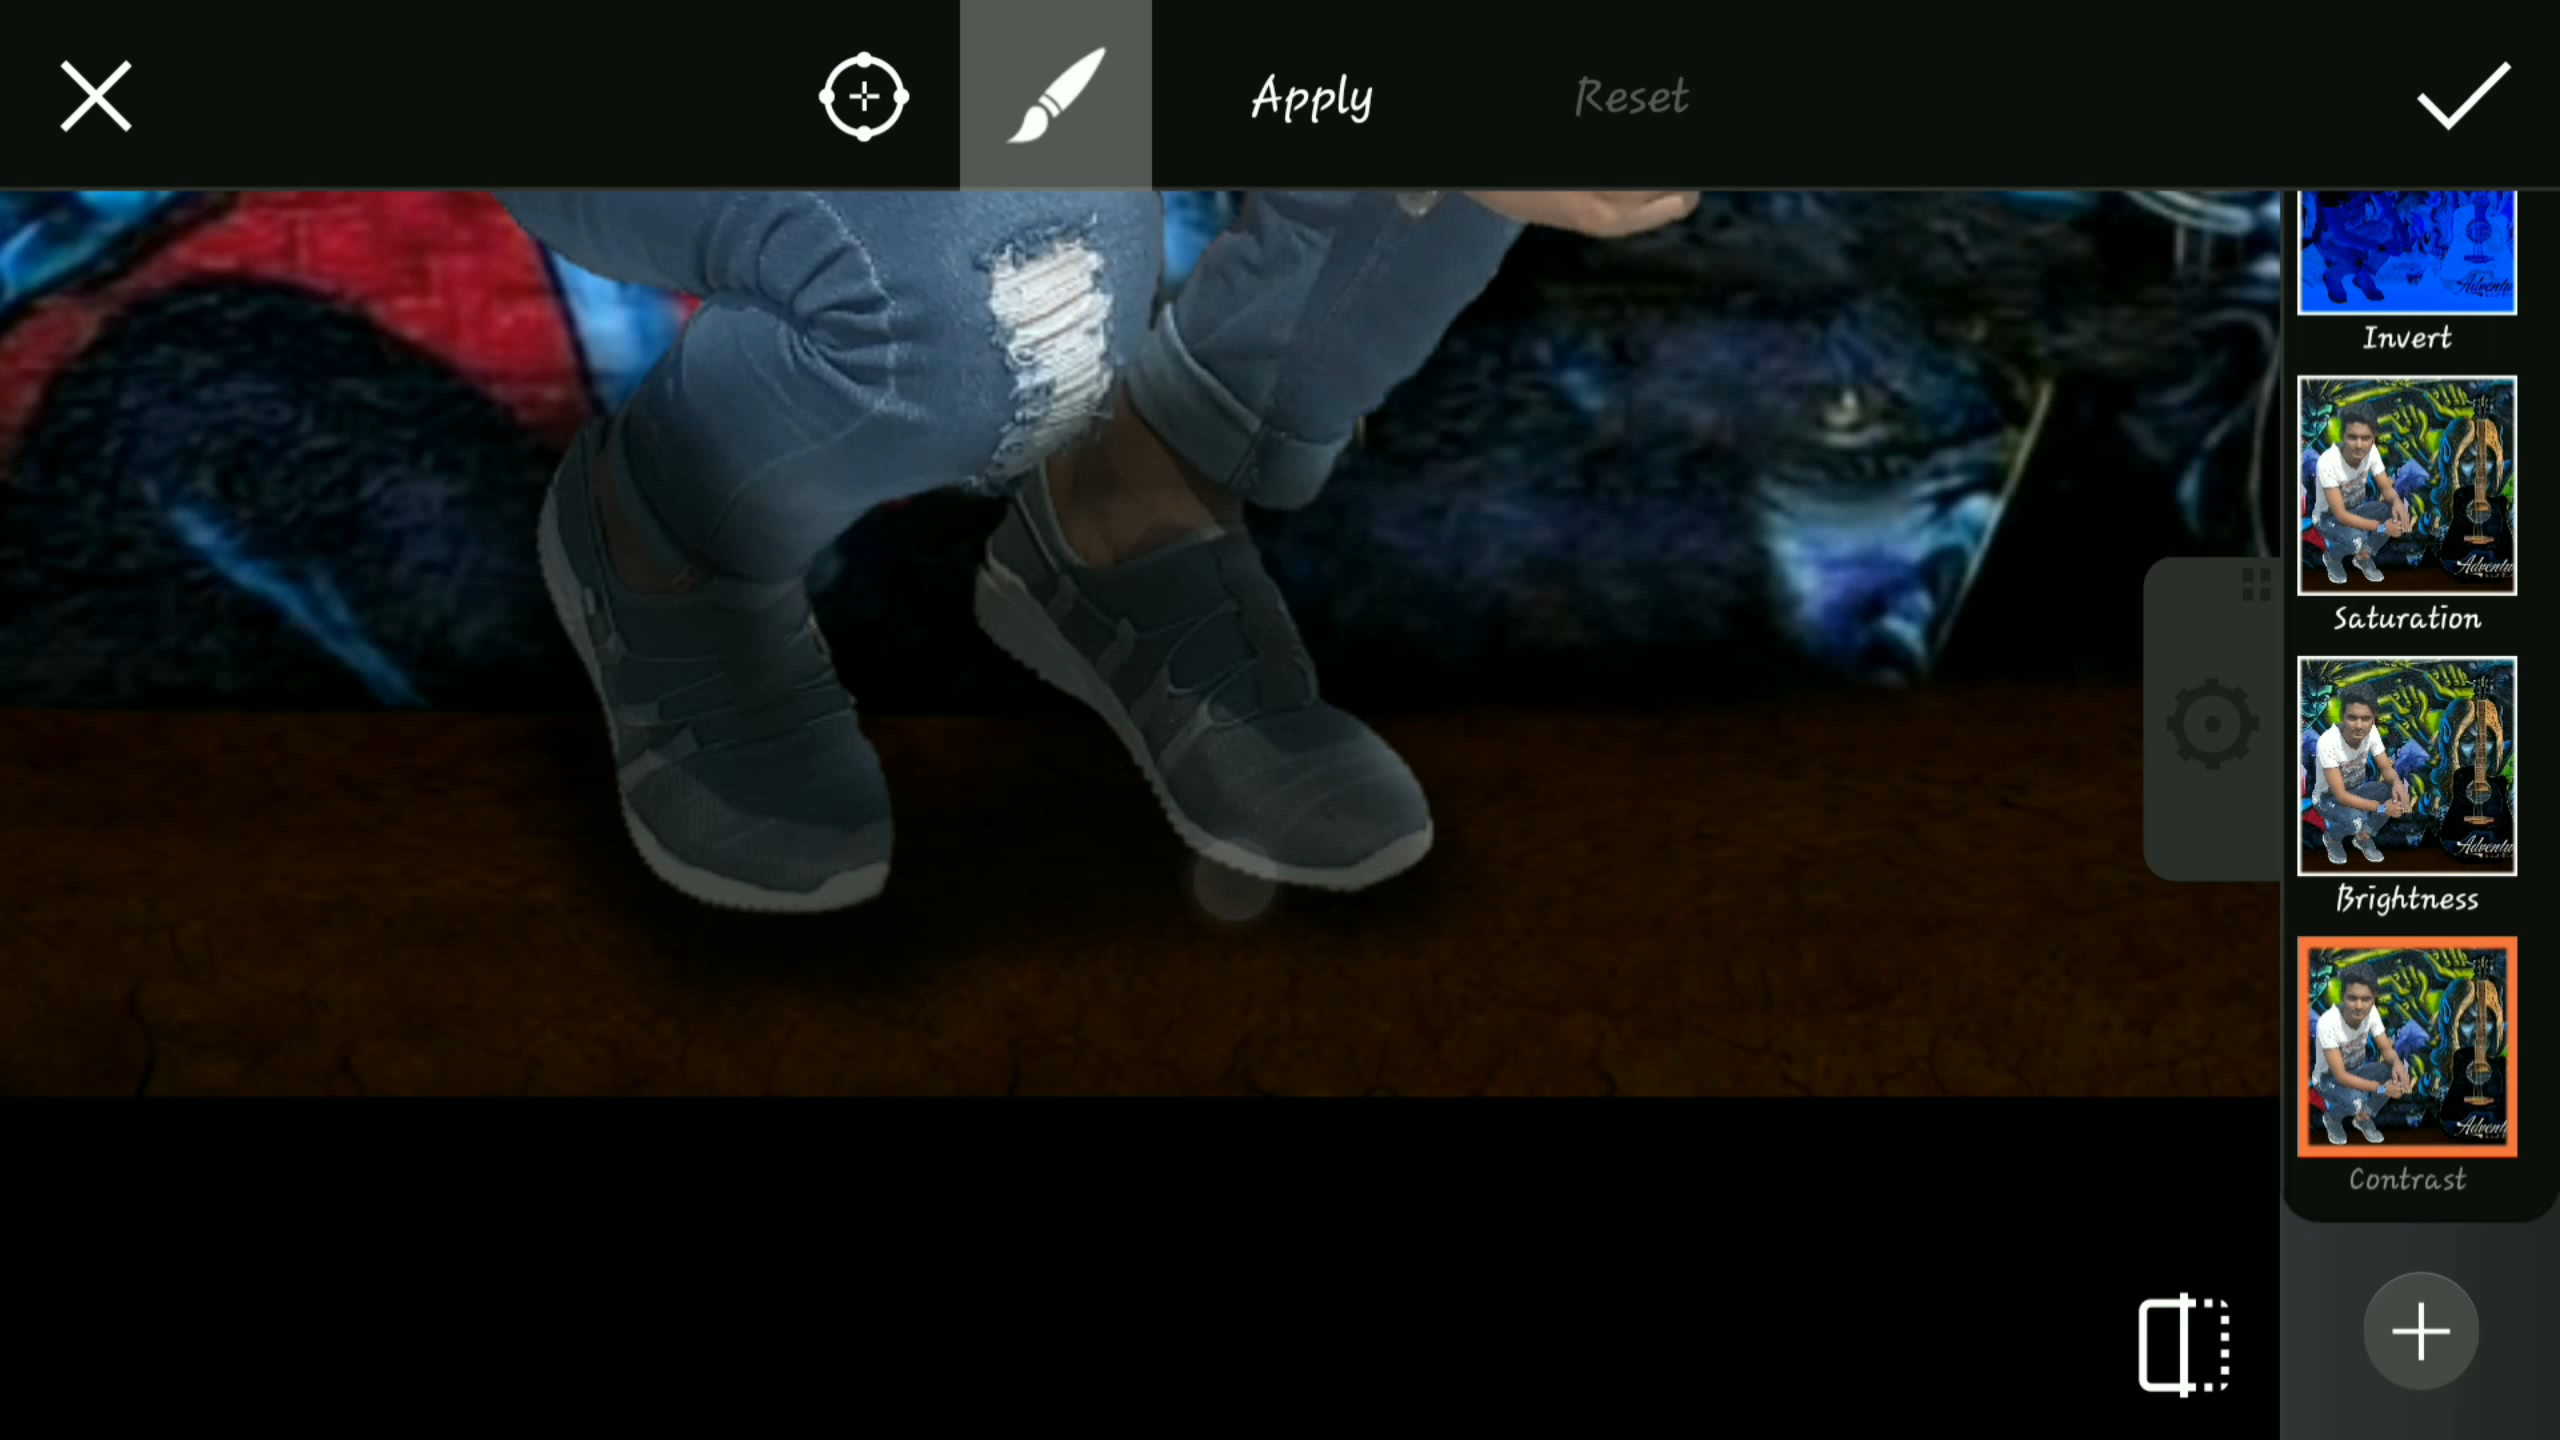 Apply
Reset
Invert
Saturation
Brightness
Contrast